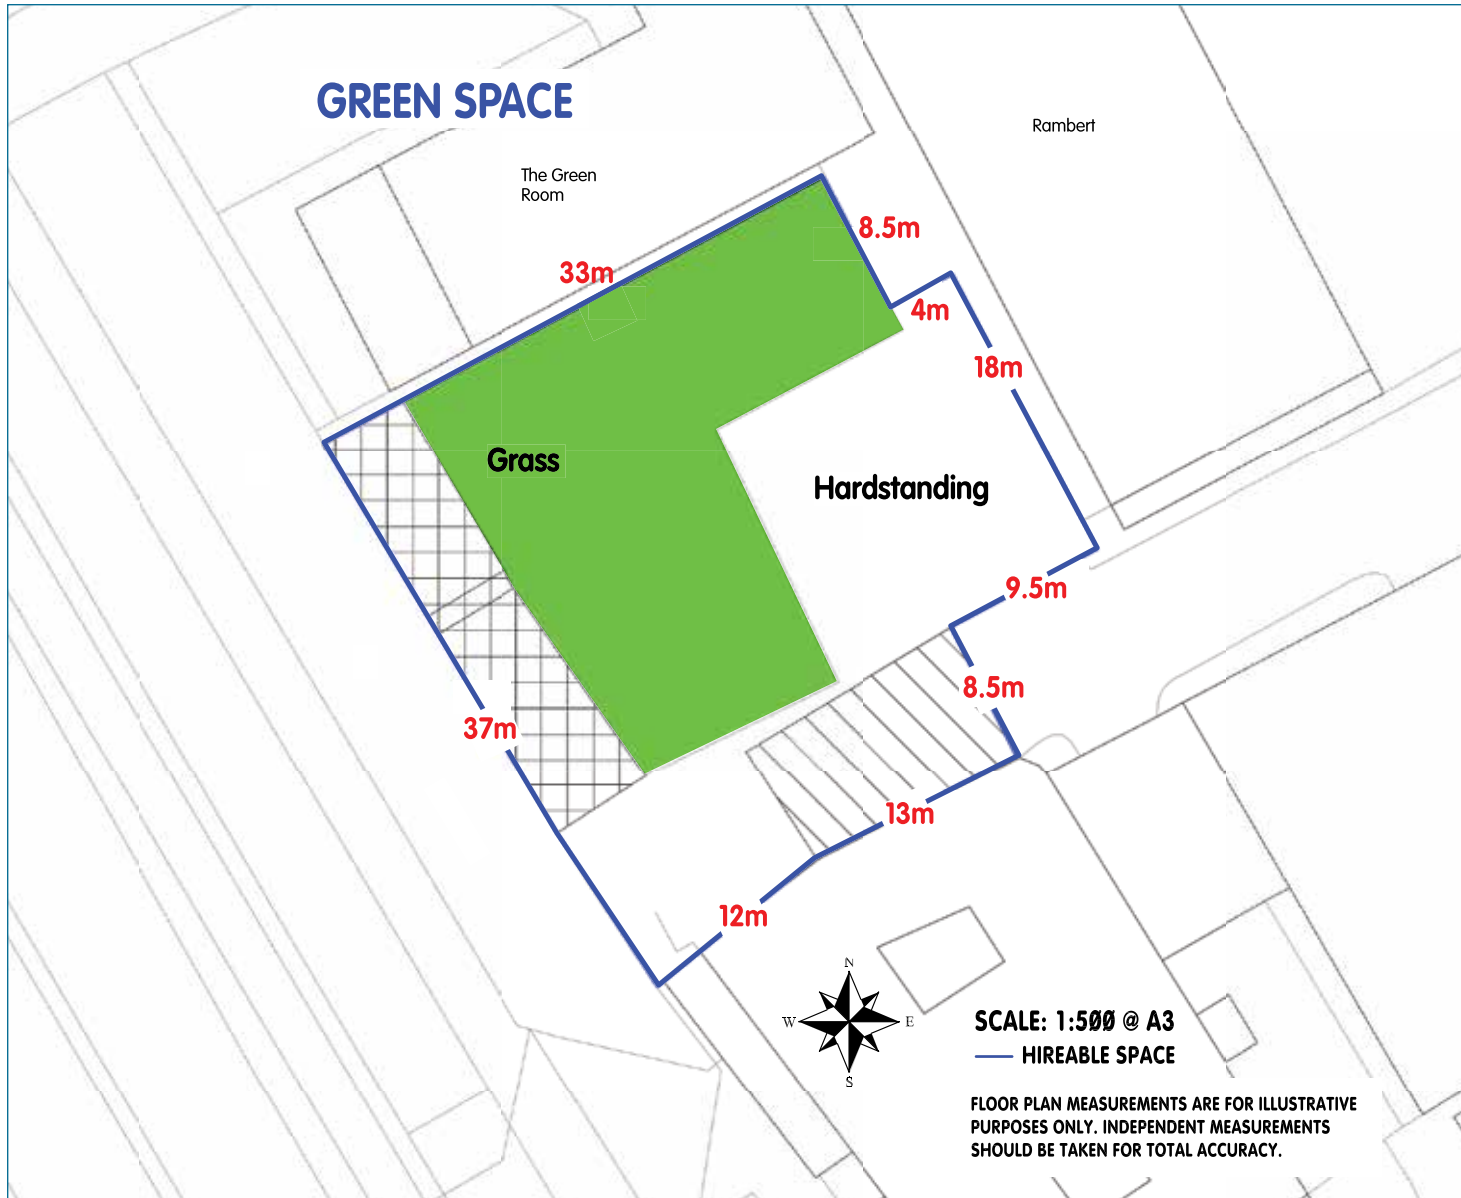 GREEN SPACE
Rambert
The Green
Room
8.5m
33m
4m
18m
Grass
Hardstanding
9.5m
8.5m
37m
13m
12m
N
W
E
S
SCALE: 1:500 @ A3
HIREABLE SPACE
FLOOR PLAN MEASUREMENTS ARE FOR ILLUSTRATIVE
PURPOSES ONLY. INDEPENDENT MEASUREMENTS
SHOULD BE TAKEN FOR TOTAL ACCURACY.